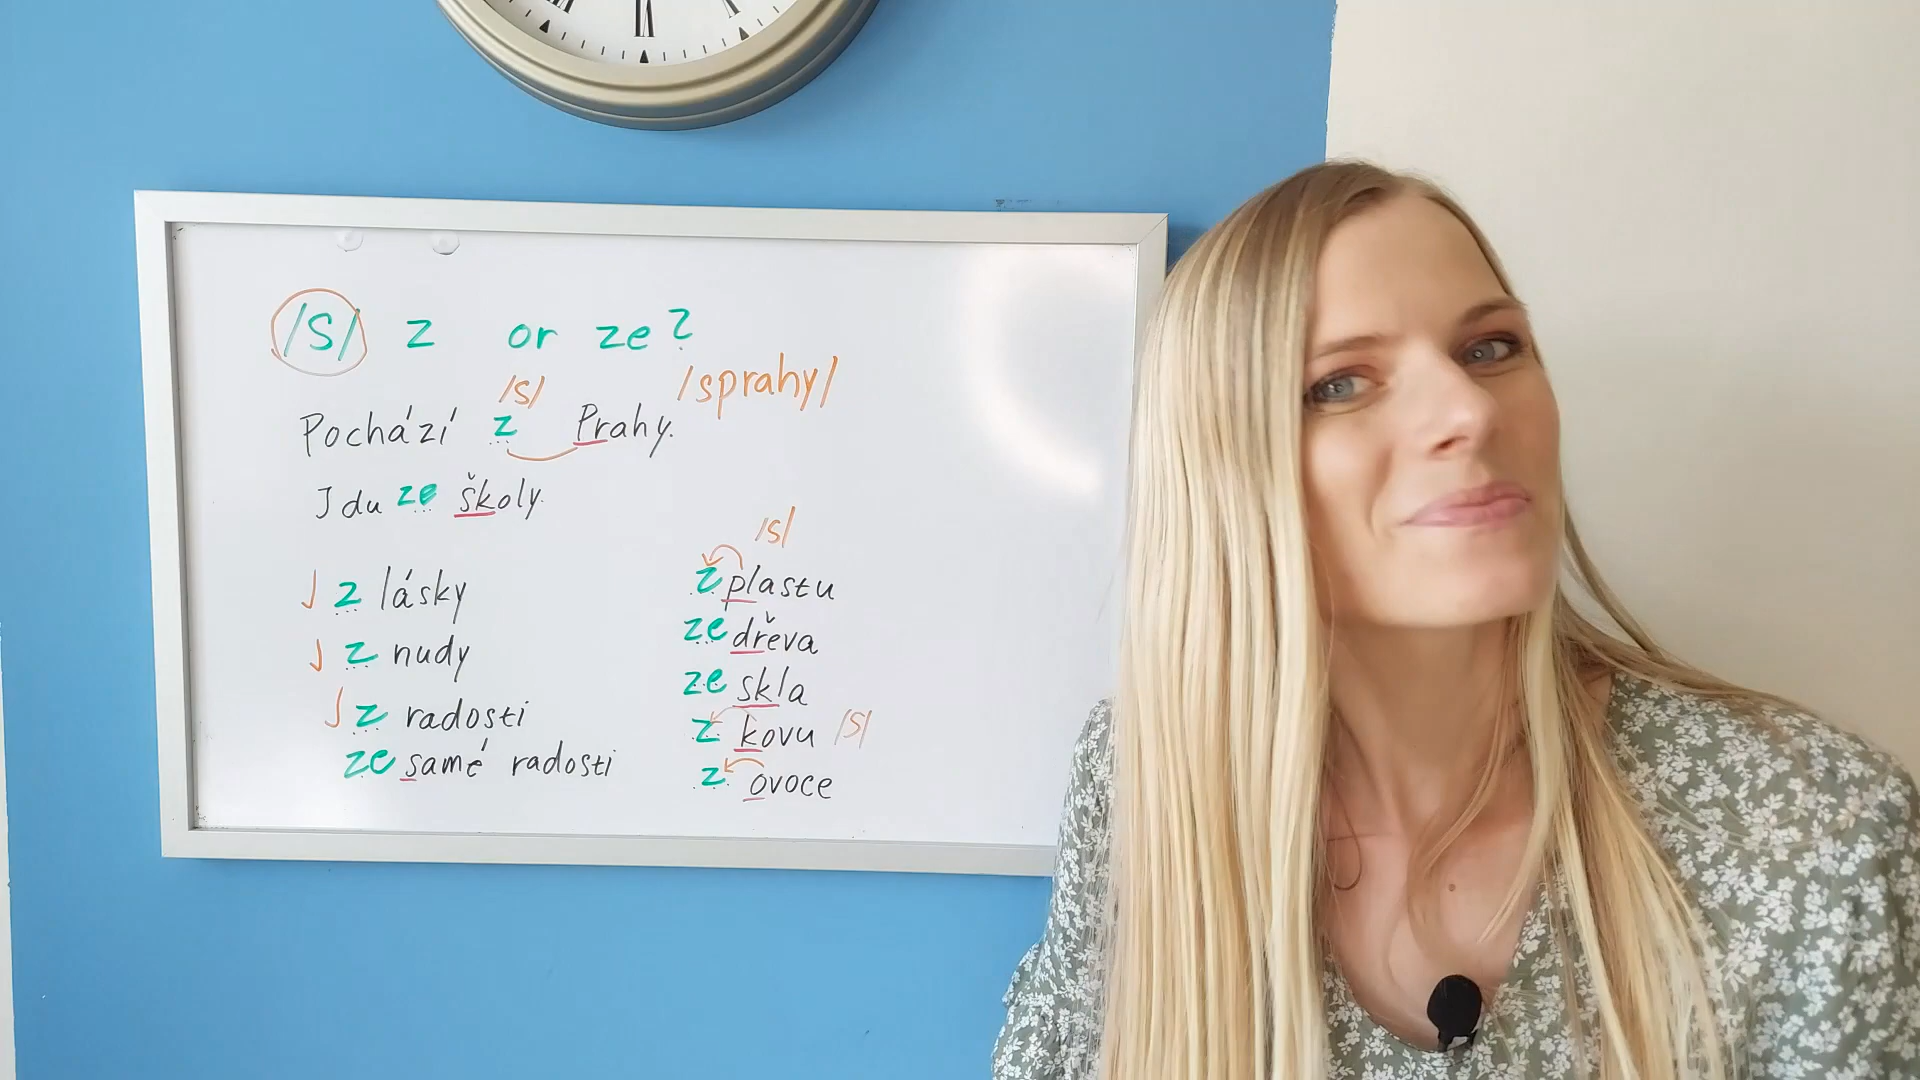 /S/ z or ze?
/s/ /sprahy/
Pochází z Prahy.
Jdu ze školy.
z lásky
z nudy
z radosti
ze samé radosti
/s/
z plastu
ze dřeva
ze skla
z kovu /s/
z ovoce